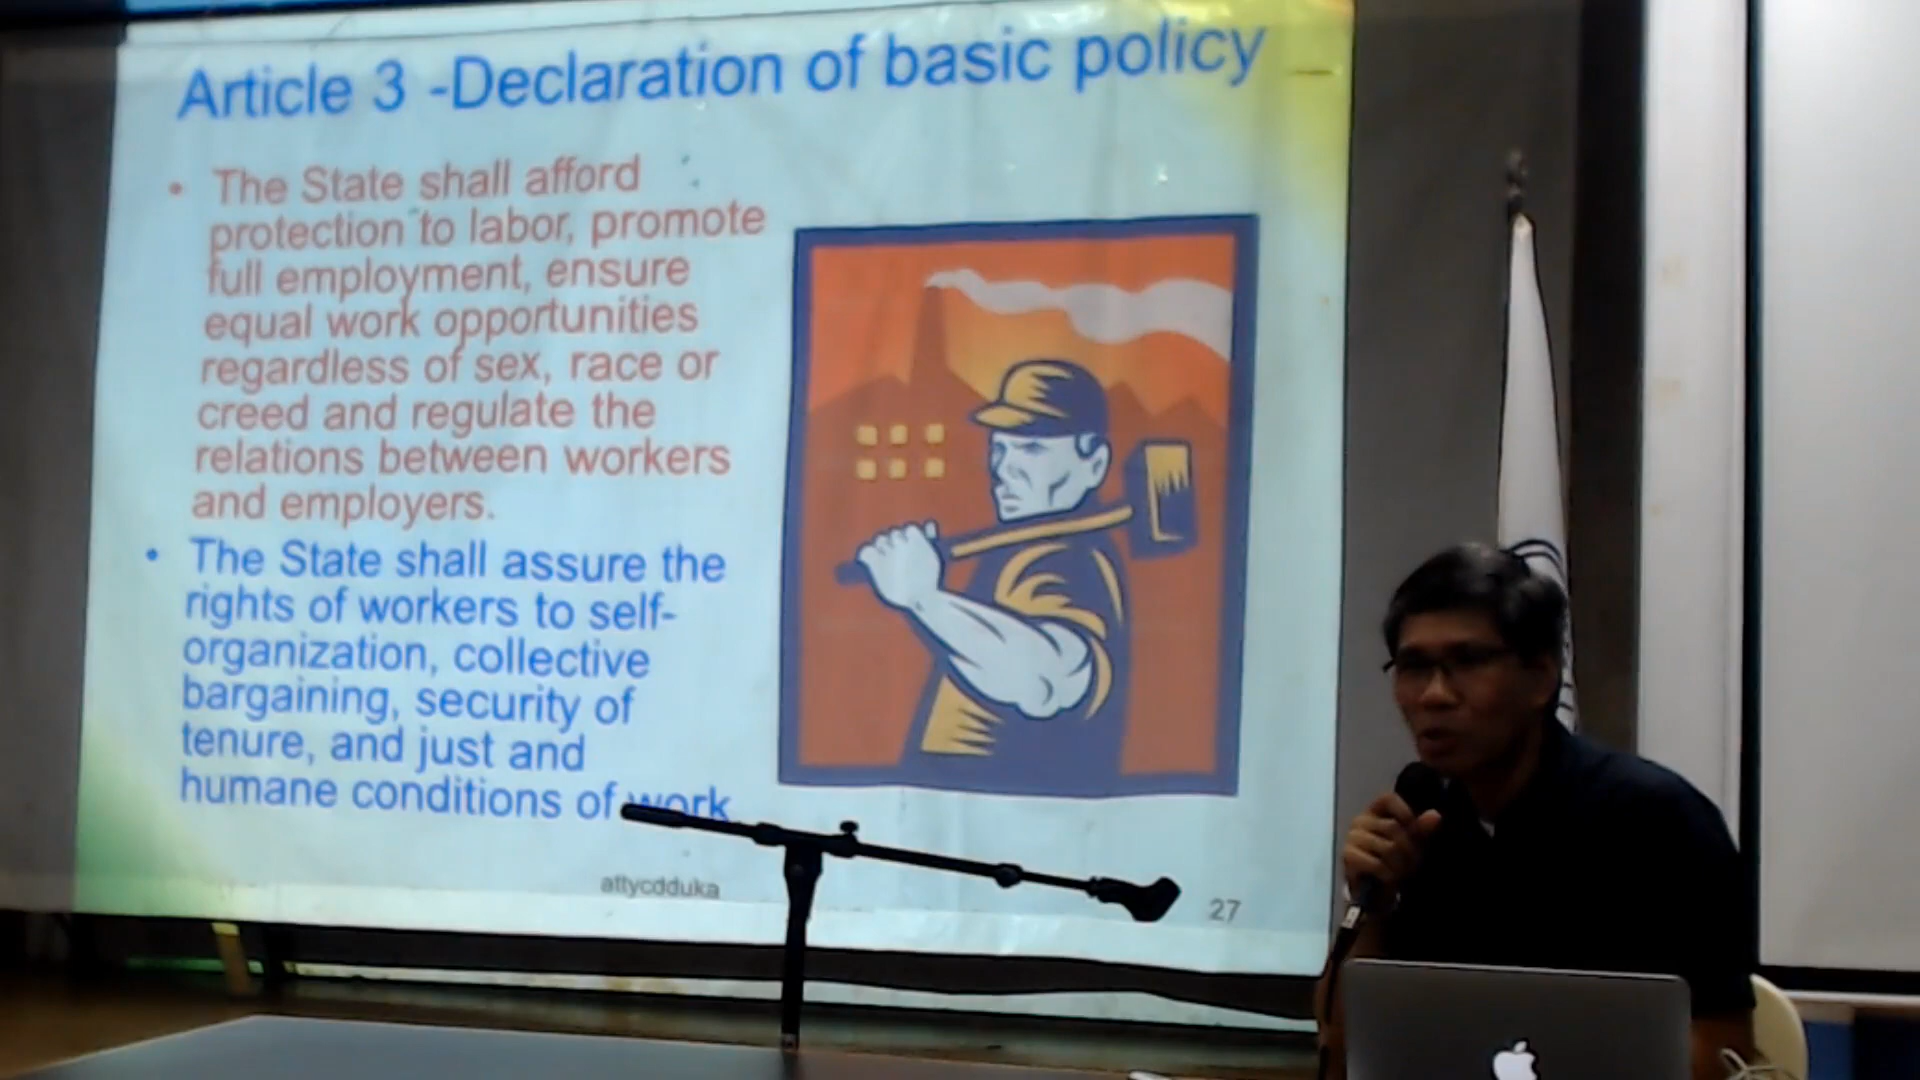 Article 3 -Declaration of basic policy
• The State shall afford
protection to labor, promote
full employment, ensure
equal work opportunities
regardless of sex, race or
creed and regulate the
relations between workers
and employers.
• The State shall assure the
rights of workers to self-
organization, collective
bargaining, security of
tenure, and just and
humane conditions of work
attycdduka
27